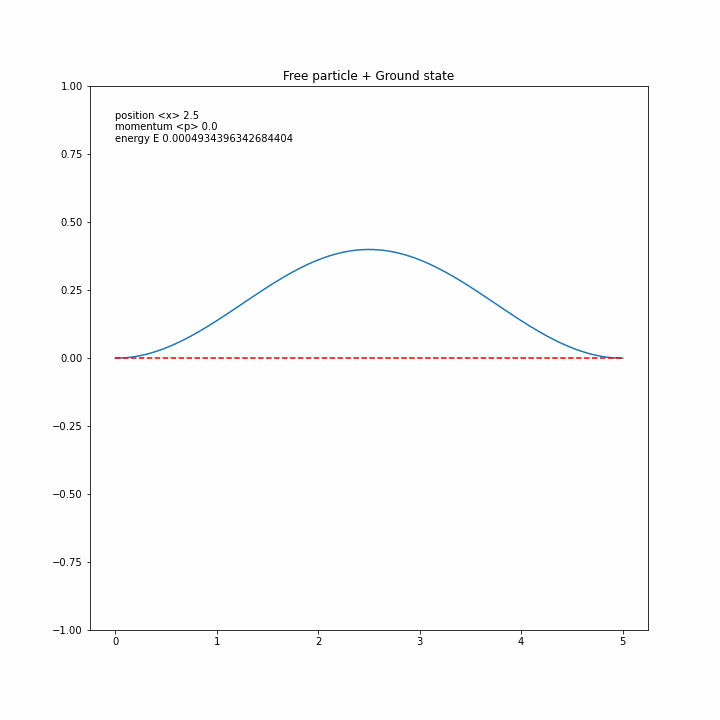 Free particle + Ground state
position <x> 2.5
momentum <p> 0.0
energy E 0.0004934396342684404
1.00
0.75
0.50
0.25
0.00
−0.25
−0.50
−0.75
−1.00
0 1 2 3 4 5